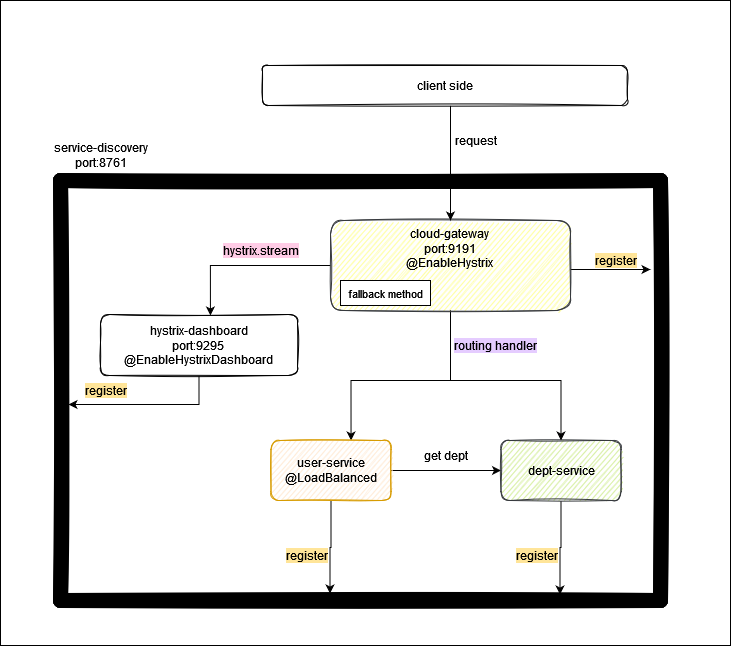 client side
request
service-discovery
port:8761
cloud-gateway
port:9191
@EnableHystrix
fallback method
hystrix.stream
register
hystrix-dashboard
port:9295
@EnableHystrixDashboard
routing handler
register
user-service
@LoadBalanced
get dept
dept-service
register
register